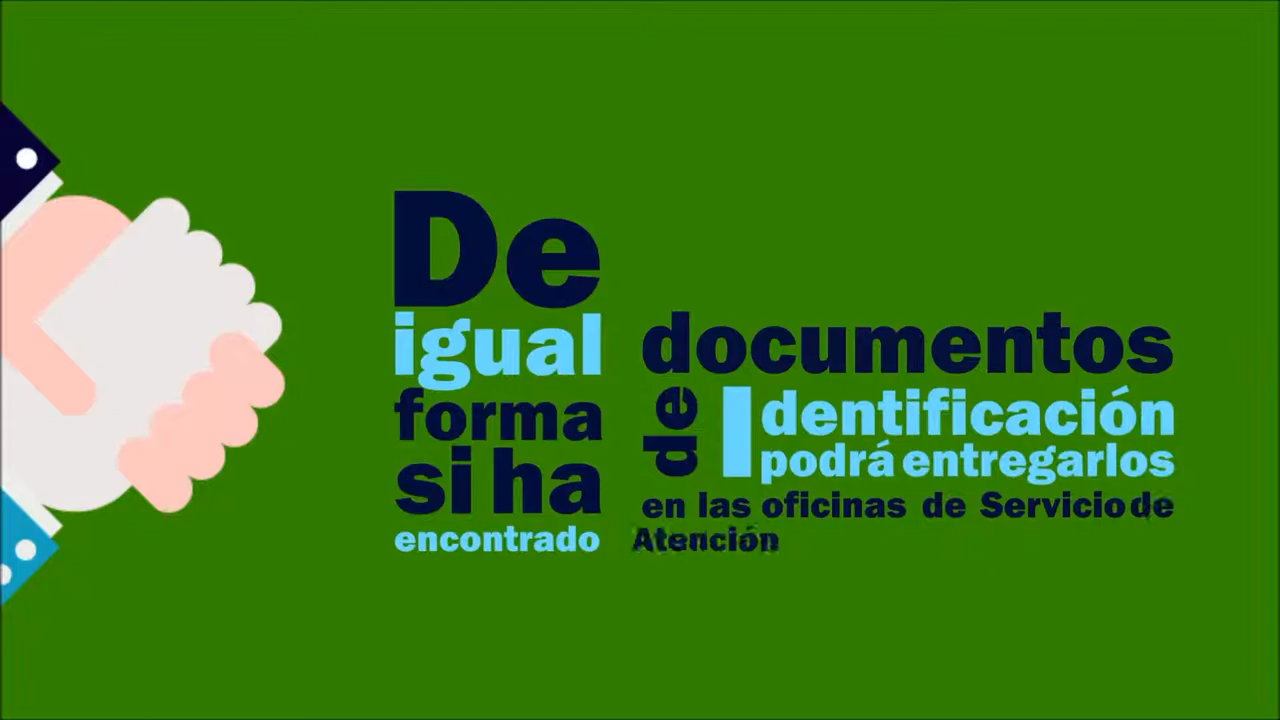 De
igual
forma
si ha
encontrado
documentos
de Identificación
podrá entregarlos
en las oficinas de Servicio de
Atención